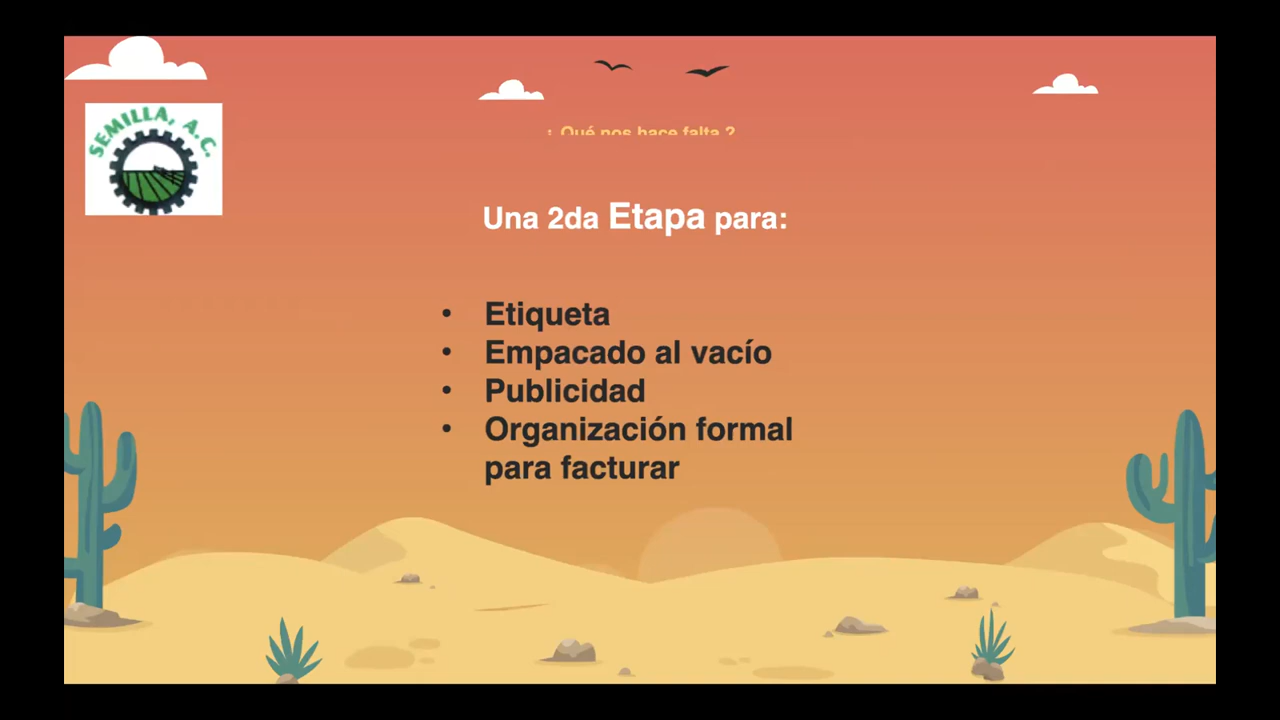 SEMILLA, A.C.
¿ Qué nos hace falta ?
Una 2da Etapa para:
• Etiqueta
• Empacado al vacío
• Publicidad
• Organización formal
para facturar